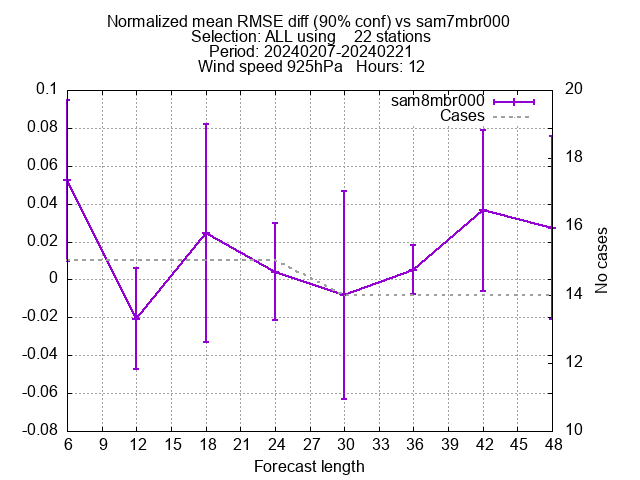 Normalized mean RMSE diff (90% conf) vs sam7mbr000
Selection: ALL using    22 stations
Period: 20240207-20240221
Wind speed 925hPa   Hours: 12
0.1
0.08
0.06
0.04
0.02
0
-0.02
-0.04
-0.06
-0.08
sam8mbr000
Cases
20
18
16
14
12
10
No cases
6 9 12 15 18 21 24 27 30 33 36 39 42 45 48
Forecast length